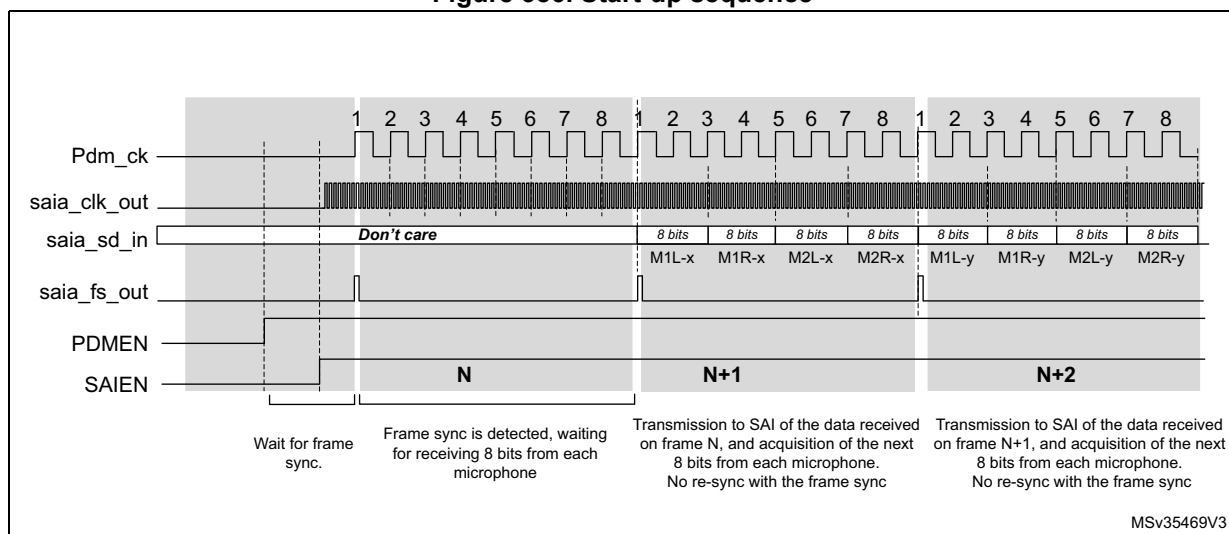 1 2 3 4 5 6 7 8 1 2 3 4 5 6 7 8 1 2 3 4 5 6 7 8
Pdm_ck
saia_clk_out
saia_sd_in
Don't care
8 bits 8 bits 8 bits 8 bits 8 bits 8 bits 8 bits 8 bits
M1L-x M1R-x M2L-x M2R-x M1L-y M1R-y M2L-y M2R-y
saia_fs_out
PDMEN
SAIEN
N N+1 N+2
Wait for frame
sync.
Frame sync is detected, waiting
for receiving 8 bits from each
microphone
Transmission to SAI of the data received
on frame N, and acquisition of the next
8 bits from each microphone.
No re-sync with the frame sync
Transmission to SAI of the data received
on frame N+1, and acquisition of the next
8 bits from each microphone.
No re-sync with the frame sync
MSv35469V3